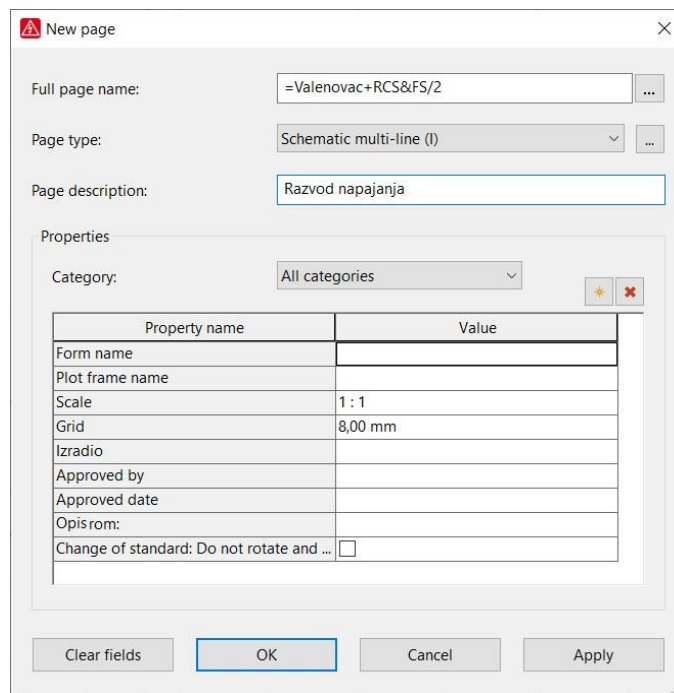 New page
Full page name: =Valenovac+RCS&FS/2 ...
Page type: Schematic multi-line (I) ...
Page description: Razvod napajanja
Properties
Category: All categories
Property name Value
Form name
Plot frame name
Scale 1 : 1
Grid 8,00 mm
Izradio
Approved by
Approved date
Opis rom:
Change of standard: Do not rotate and ...
Clear fields OK Cancel Apply